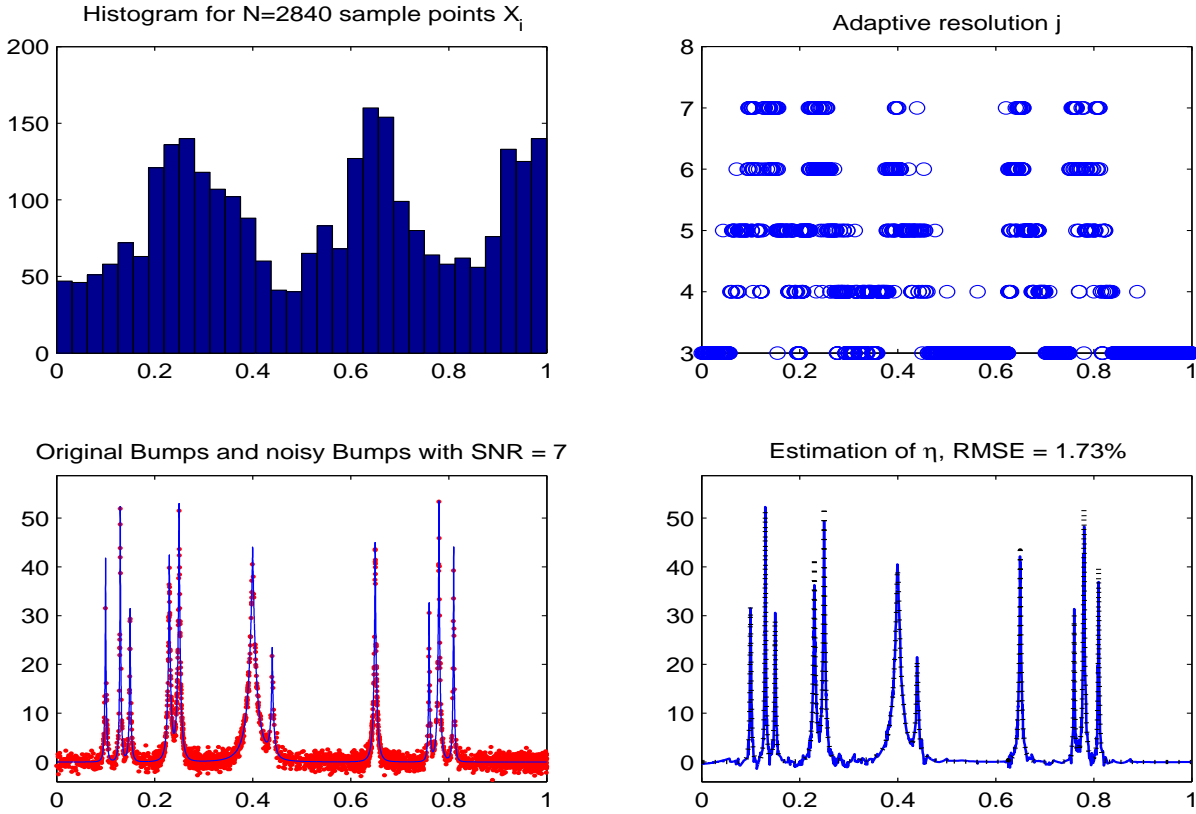 Histogram for N=2840 sample points X_i
200
150
100
50
0
0 0.2 0.4 0.6 0.8 1
Adaptive resolution j
8
7
6
5
4
3
0 0.2 0.4 0.6 0.8 1
Original Bumps and noisy Bumps with SNR = 7
50
40
30
20
10
0
0 0.2 0.4 0.6 0.8 1
Estimation of η, RMSE = 1.73%
50
40
30
20
10
0
0 0.2 0.4 0.6 0.8 1